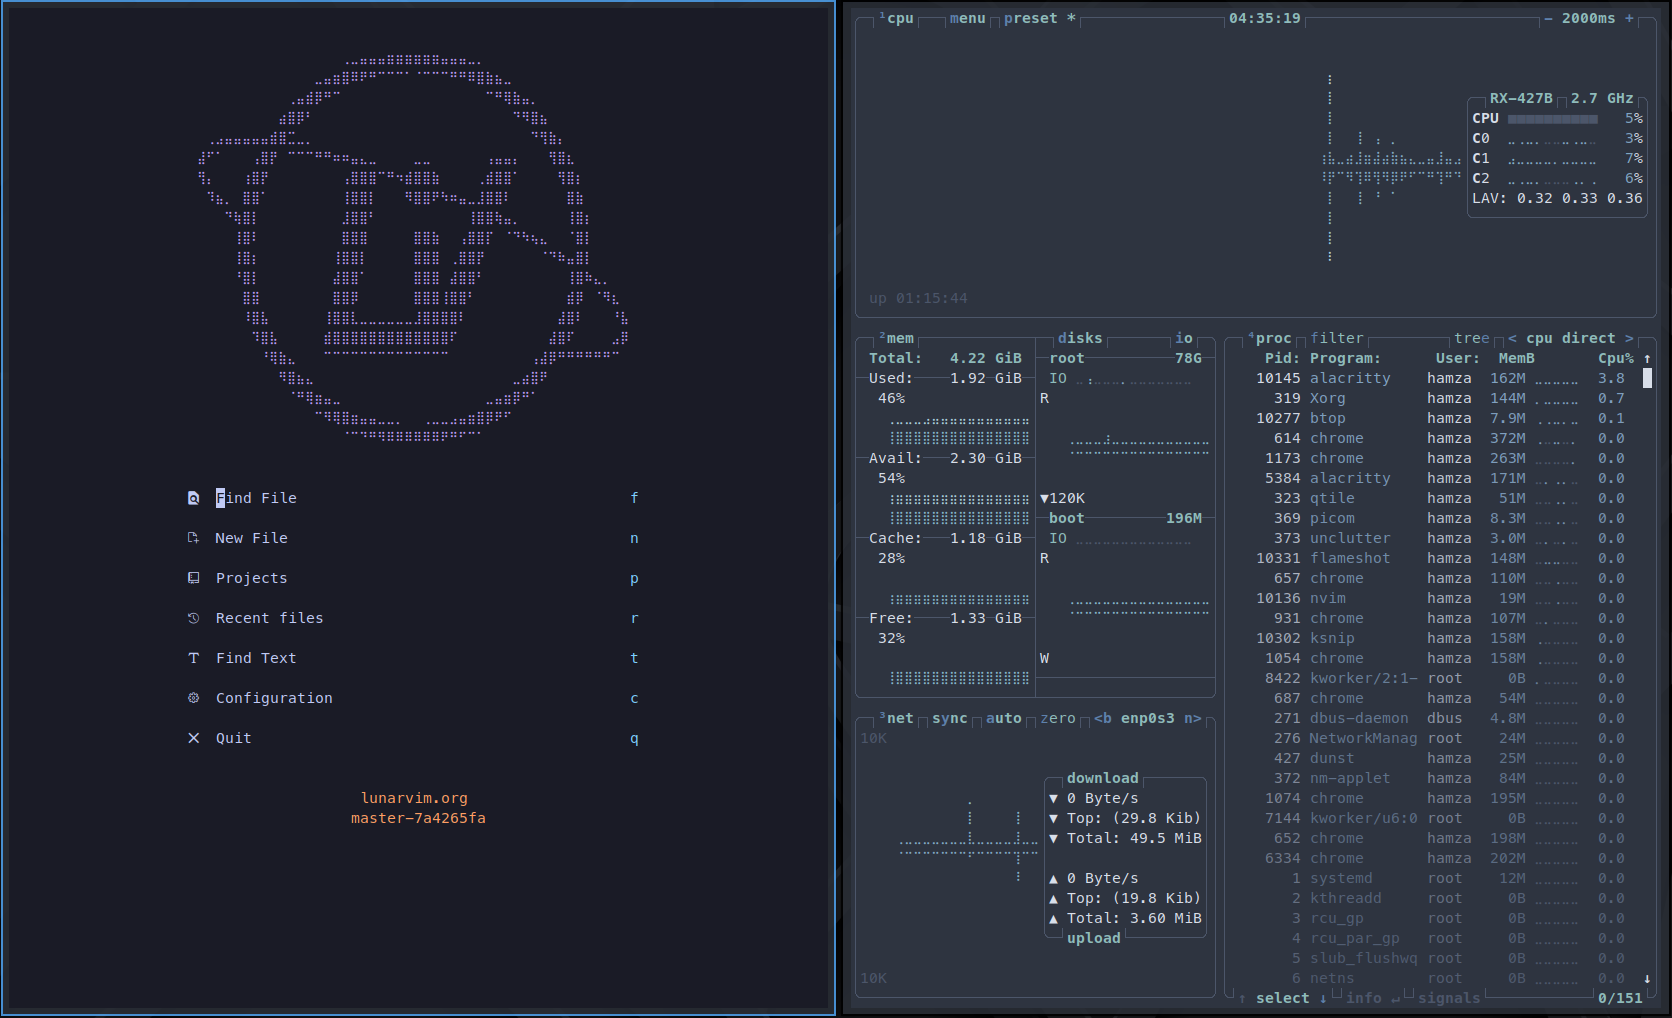 Find File f
New File n
Projects p
Recent files r
Find Text t
Configuration c
Quit q
lunarvim.org
master-7a4265fa
¹cpu menu preset * 04:35:19 - 2000ms +
RX-427B 2.7 GHz
CPU 5%
C0 3%
C1 7%
C2 6%
LAV: 0.32 0.33 0.36
up 01:15:44
²mem
Total: 4.22 GiB
Used: 1.92 GiB
46%
Avail: 2.30 GiB
54%
Cache: 1.18 GiB
28%
Free: 1.33 GiB
32%
disks io
root 78G
IO
R
▼120K
boot 196M
IO
R
W
³net sync auto zero <b enp0s3 n>
10K
download
▼ 0 Byte/s
▼ Top: (29.8 Kib)
▼ Total: 49.5 MiB
▲ 0 Byte/s
▲ Top: (19.8 Kib)
▲ Total: 3.60 MiB
upload
10K
⁴proc filter tree < cpu direct >
Pid: Program: User: MemB Cpu% ↑
10145 alacritty hamza 162M 3.8
319 Xorg hamza 144M 0.7
10277 btop hamza 7.9M 0.1
614 chrome hamza 372M 0.0
1173 chrome hamza 263M 0.0
5384 alacritty hamza 171M 0.0
323 qtile hamza 51M 0.0
369 picom hamza 8.3M 0.0
373 unclutter hamza 3.0M 0.0
10331 flameshot hamza 148M 0.0
657 chrome hamza 110M 0.0
10136 nvim hamza 19M 0.0
931 chrome hamza 107M 0.0
10302 ksnip hamza 158M 0.0
1054 chrome hamza 158M 0.0
8422 kworker/2:1- root 0B 0.0
687 chrome hamza 54M 0.0
271 dbus-daemon dbus 4.8M 0.0
276 NetworkManag root 24M 0.0
427 dunst hamza 25M 0.0
372 nm-applet hamza 84M 0.0
1074 chrome hamza 195M 0.0
7144 kworker/u6:0 root 0B 0.0
652 chrome hamza 198M 0.0
6334 chrome hamza 202M 0.0
1 systemd root 12M 0.0
2 kthreadd root 0B 0.0
3 rcu_gp root 0B 0.0
4 rcu_par_gp root 0B 0.0
5 slub_flushwq root 0B 0.0
6 netns root 0B 0.0 ↓
↑ select ↓ info ↵ signals 0/151